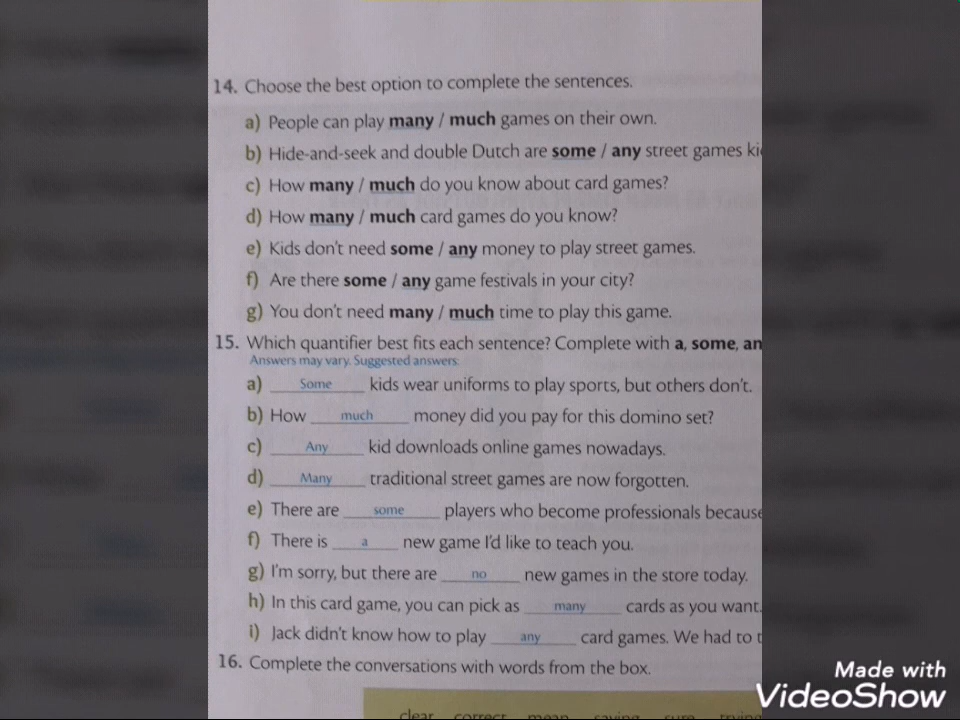 14. Choose the best option to complete the sentences.
a) People can play many / much games on their own.
b) Hide-and-seek and double Dutch are some / any street games
c) How many / much do you know about card games?
d) How many / much card games do you know?
e) Kids don't need some / any money to play street games.
f) Are there some / any game festivals in your city?
g) You don't need many / much time to play this game.
15. Which quantifier best fits each sentence? Complete with a, some,
Answers may vary. Suggested answers:
a) Some kids wear uniforms to play sports, but others don't.
b) How much money did you pay for this domino set?
c) Any kid downloads online games nowadays.
d) Many traditional street games are now forgotten.
e) There are some players who become professionals because
f) There is a new game I'd like to teach you.
g) I'm sorry, but there are no new games in the store today.
h) In this card game, you can pick as many cards as you want.
i) Jack didn't know how to play any card games. We had to
16. Complete the conversations with words from the box.
clear correct mean saying sure trying
Made with
VideoShow